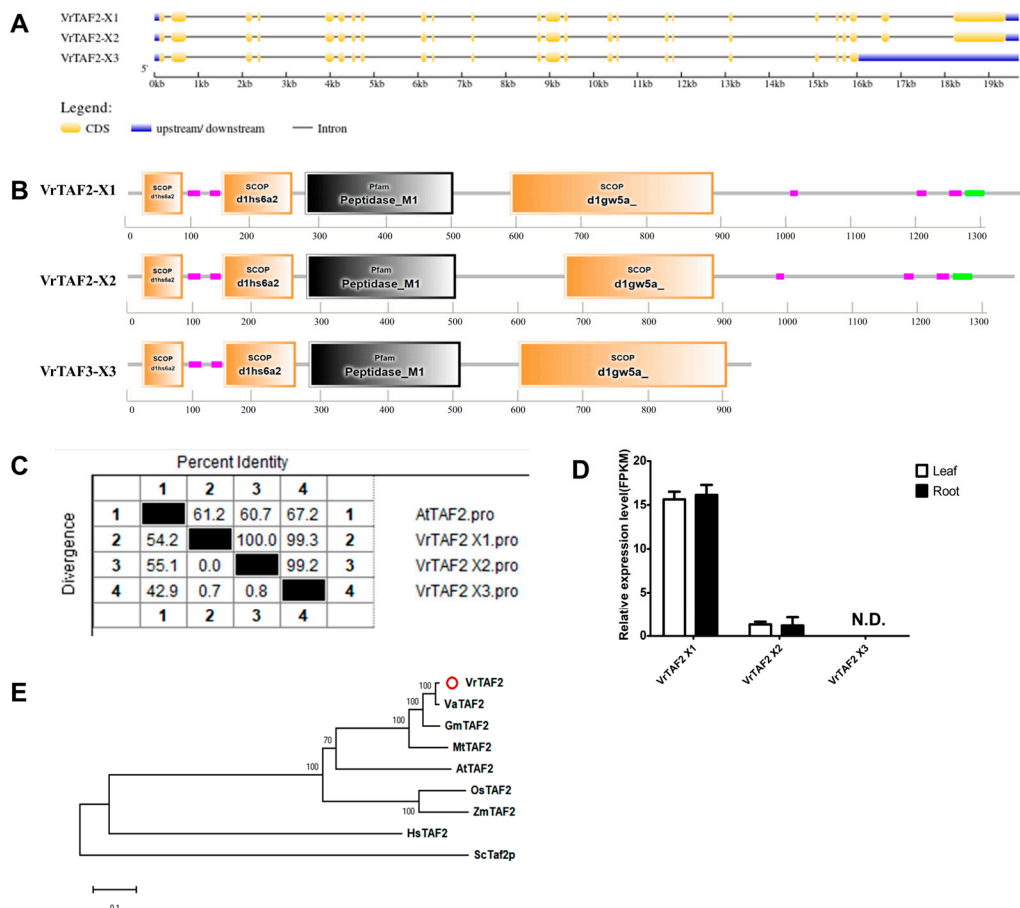 A
VrTAF2-X1
VrTAF2-X2
VrTAF2-X3
5'
0kb 1kb 2kb 3kb 4kb 5kb 6kb 7kb 8kb 9kb 10kb 11kb 12kb 13kb 14kb 15kb 16kb 17kb 18kb 19kb
Legend:
CDS upstream/ downstream Intron
B
VrTAF2-X1
SCOP d1hs6a2 SCOP d1hs6a2 Pfam Peptidase_M1 SCOP d1gw5a_
0 100 200 300 400 500 600 700 800 900 1000 1100 1200 1300
VrTAF2-X2
SCOP d1hs6a2 SCOP d1hs6a2 Pfam Peptidase_M1 SCOP d1gw5a_
0 100 200 300 400 500 600 700 800 900 1000 1100 1200 1300
VrTAF3-X3
SCOP d1hs6a2 SCOP d1hs6a2 Pfam Peptidase_M1 SCOP d1gw5a_
0 100 200 300 400 500 600 700 800 900
C
Percent Identity
Divergence
1 2 3 4
1 61.2 60.7 67.2 1 AtTAF2.pro
2 54.2 100.0 99.3 2 VrTAF2 X1.pro
3 55.1 0.0 99.2 3 VrTAF2 X2.pro
4 42.9 0.7 0.8 4 VrTAF2 X3.pro
1 2 3 4
D
Relative expression level(FPKM)
20
15
10
5
0
Leaf
Root
N.D.
VrTAF2 X1
VrTAF2 X2
VrTAF2 X3
E
100 VrTAF2
100 VaTAF2
100 GmTAF2
MtTAF2
70
AtTAF2
100
OsTAF2
100 ZmTAF2
HsTAF2
ScTaf2p
0.1